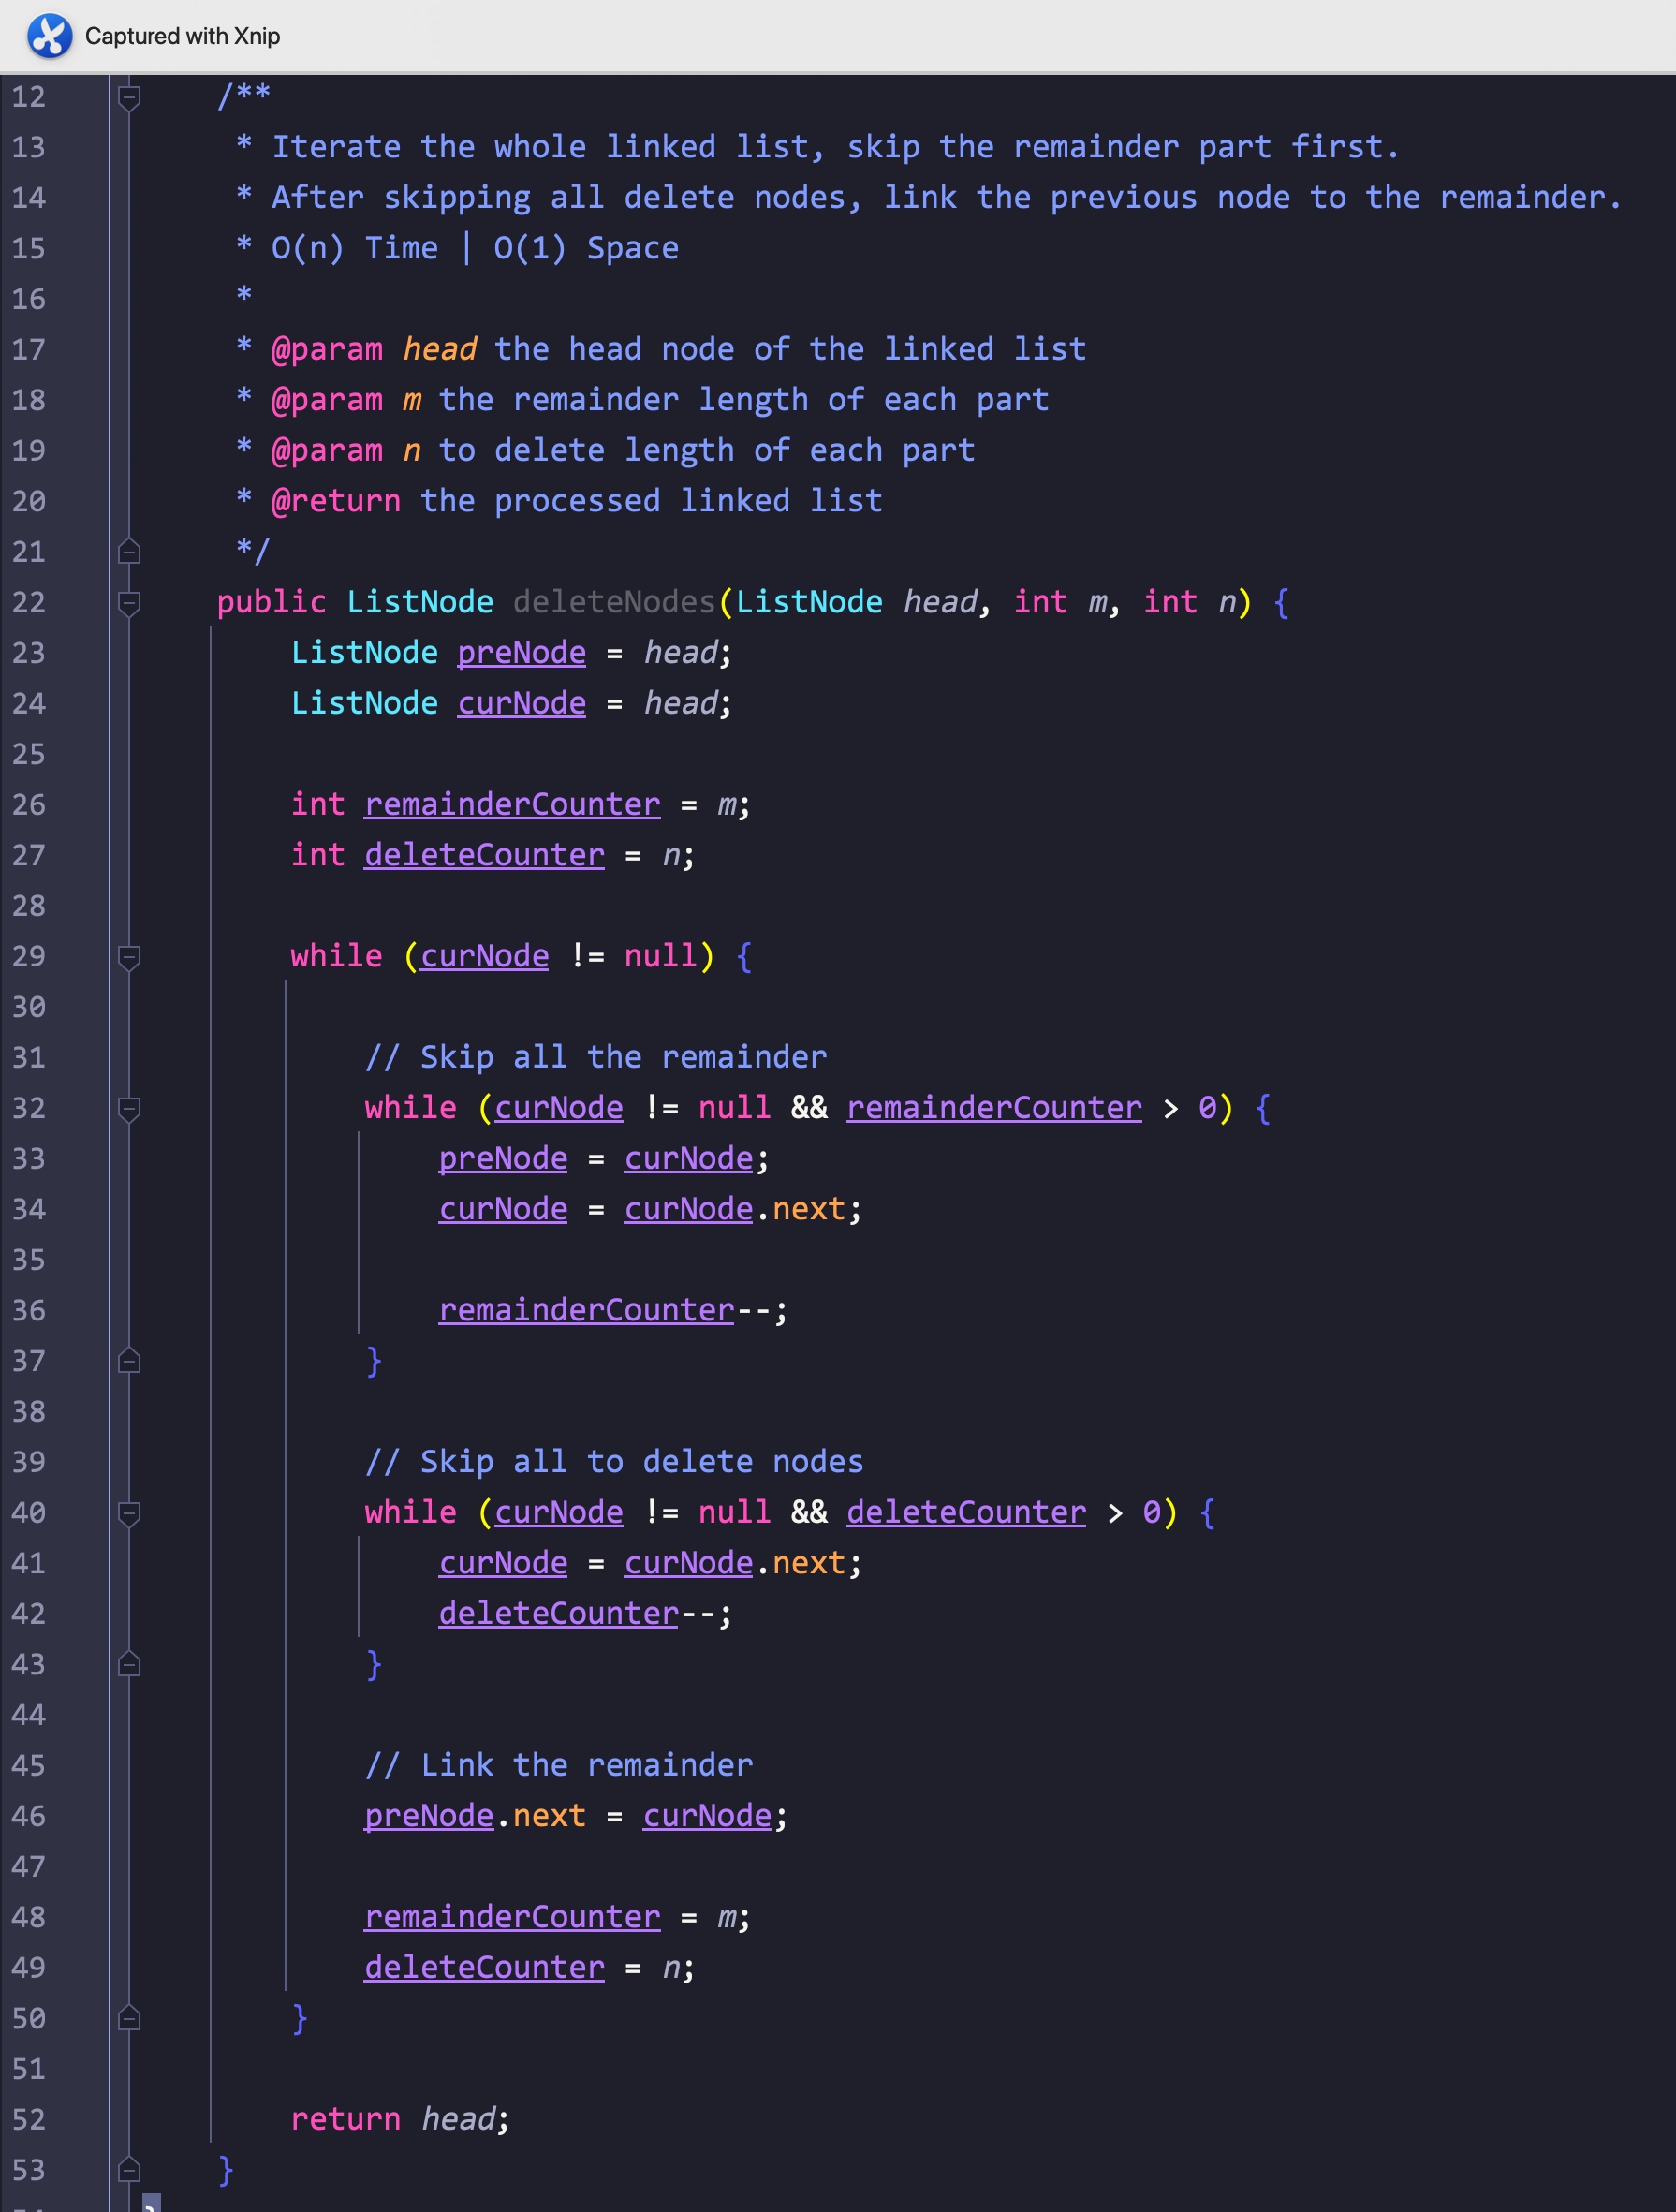 Captured with Xnip
12 /**
13 * Iterate the whole linked list, skip the remainder part first.
14 * After skipping all delete nodes, link the previous node to the remainder.
15 * O(n) Time | O(1) Space
16 *
17 * @param head the head node of the linked list
18 * @param m the remainder length of each part
19 * @param n to delete length of each part
20 * @return the processed linked list
21 */
22 public ListNode deleteNodes(ListNode head, int m, int n) {
23 ListNode preNode = head;
24 ListNode curNode = head;
25
26 int remainderCounter = m;
27 int deleteCounter = n;
28
29 while (curNode != null) {
30
31 // Skip all the remainder
32 while (curNode != null && remainderCounter > 0) {
33 preNode = curNode;
34 curNode = curNode.next;
35
36 remainderCounter--;
37 }
38
39 // Skip all to delete nodes
40 while (curNode != null && deleteCounter > 0) {
41 curNode = curNode.next;
42 deleteCounter--;
43 }
44
45 // Link the remainder
46 preNode.next = curNode;
47
48 remainderCounter = m;
49 deleteCounter = n;
50 }
51
52 return head;
53 }